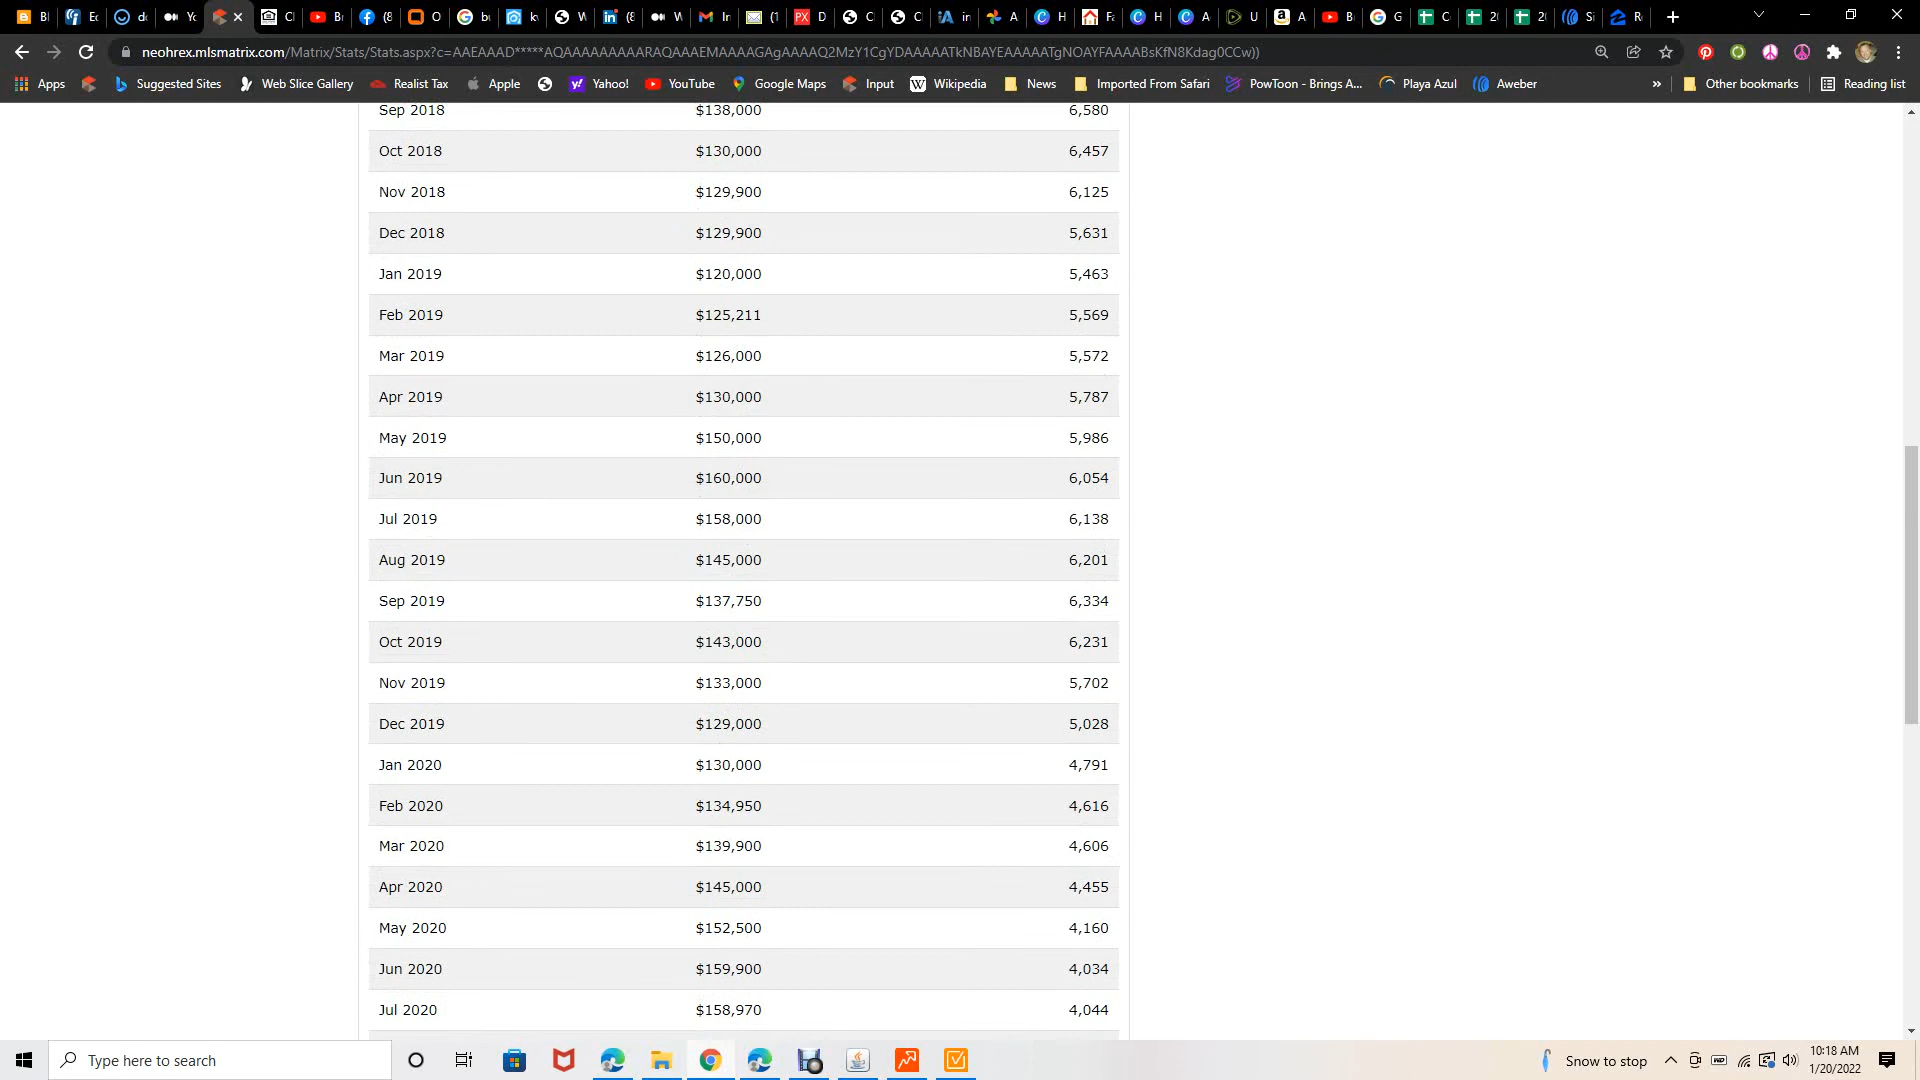 neohrex.mlsmatrix.com/Matrix/Stats/Stats.aspx?c=AAEAAAD*****AQAAAAAAAAARAQAAAEMAAAAGAgAAAAQ2MzY1CgYDAAAAATkNBAYEAAAAATgNOAYFAAAABsKfN8Kdag0CCw))
Apps
Suggested Sites
Web Slice Gallery
Realist Tax
Apple
Yahoo!
YouTube
Google Maps
Input
Wikipedia
News
Imported From Safari
PowToon - Brings A...
Playa Azul
Aweber
»
Other bookmarks
Reading list
Sep 2018 $138,000 6,580
Oct 2018 $130,000 6,457
Nov 2018 $129,900 6,125
Dec 2018 $129,900 5,631
Jan 2019 $120,000 5,463
Feb 2019 $125,211 5,569
Mar 2019 $126,000 5,572
Apr 2019 $130,000 5,787
May 2019 $150,000 5,986
Jun 2019 $160,000 6,054
Jul 2019 $158,000 6,138
Aug 2019 $145,000 6,201
Sep 2019 $137,750 6,334
Oct 2019 $143,000 6,231
Nov 2019 $133,000 5,702
Dec 2019 $129,000 5,028
Jan 2020 $130,000 4,791
Feb 2020 $134,950 4,616
Mar 2020 $139,900 4,606
Apr 2020 $145,000 4,455
May 2020 $152,500 4,160
Jun 2020 $159,900 4,034
Jul 2020 $158,970 4,044
Type here to search
Snow to stop
10:18 AM
1/20/2022